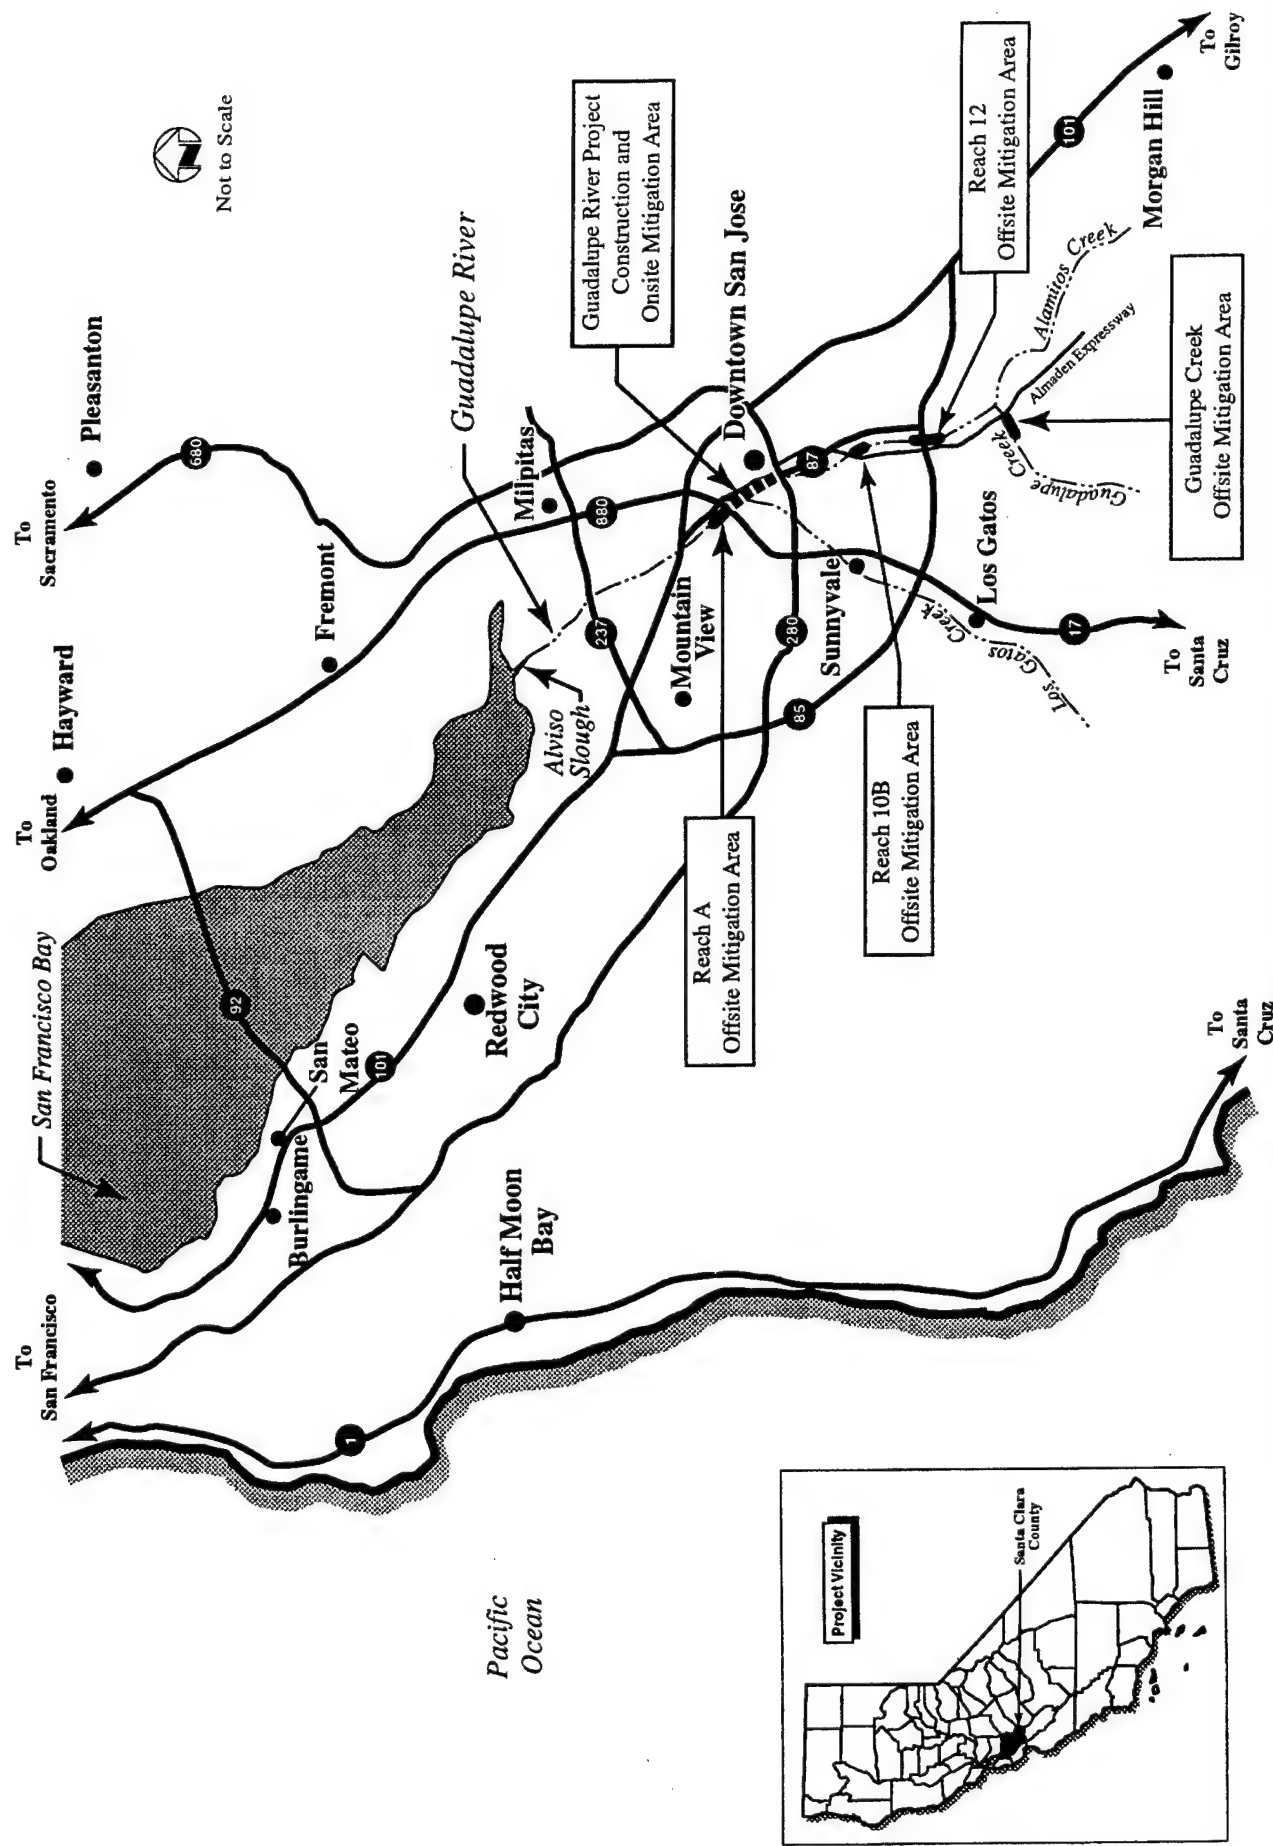 To
San Francisco
San Francisco Bay
To
Oakland
Hayward
To
Sacramento
Pleasanton
Not to Scale
680
92
Fremont
Burlingame
San
Mateo
101
1
Redwood
City
Half Moon
Bay
Pacific
Ocean
Guadalupe River
Milpitas
880
237
Alviso
Slough
Guadalupe River Project
Construction and
Onsite Mitigation Area
Mountain
View
Downtown San Jose
280
87
85
Sunnyvale
Reach A
Offsite Mitigation Area
Reach 10B
Offsite Mitigation Area
Reach 12
Offsite Mitigation Area
Los Gatos
Los Gatos Creek
Guadalupe Creek
Alamitos Creek
Almaden Expressway
Guadalupe Creek
Offsite Mitigation Area
17
101
Morgan Hill
To
Gilroy
To
Santa
Cruz
To
Santa
Cruz
Project Vicinity
Santa Clara
County